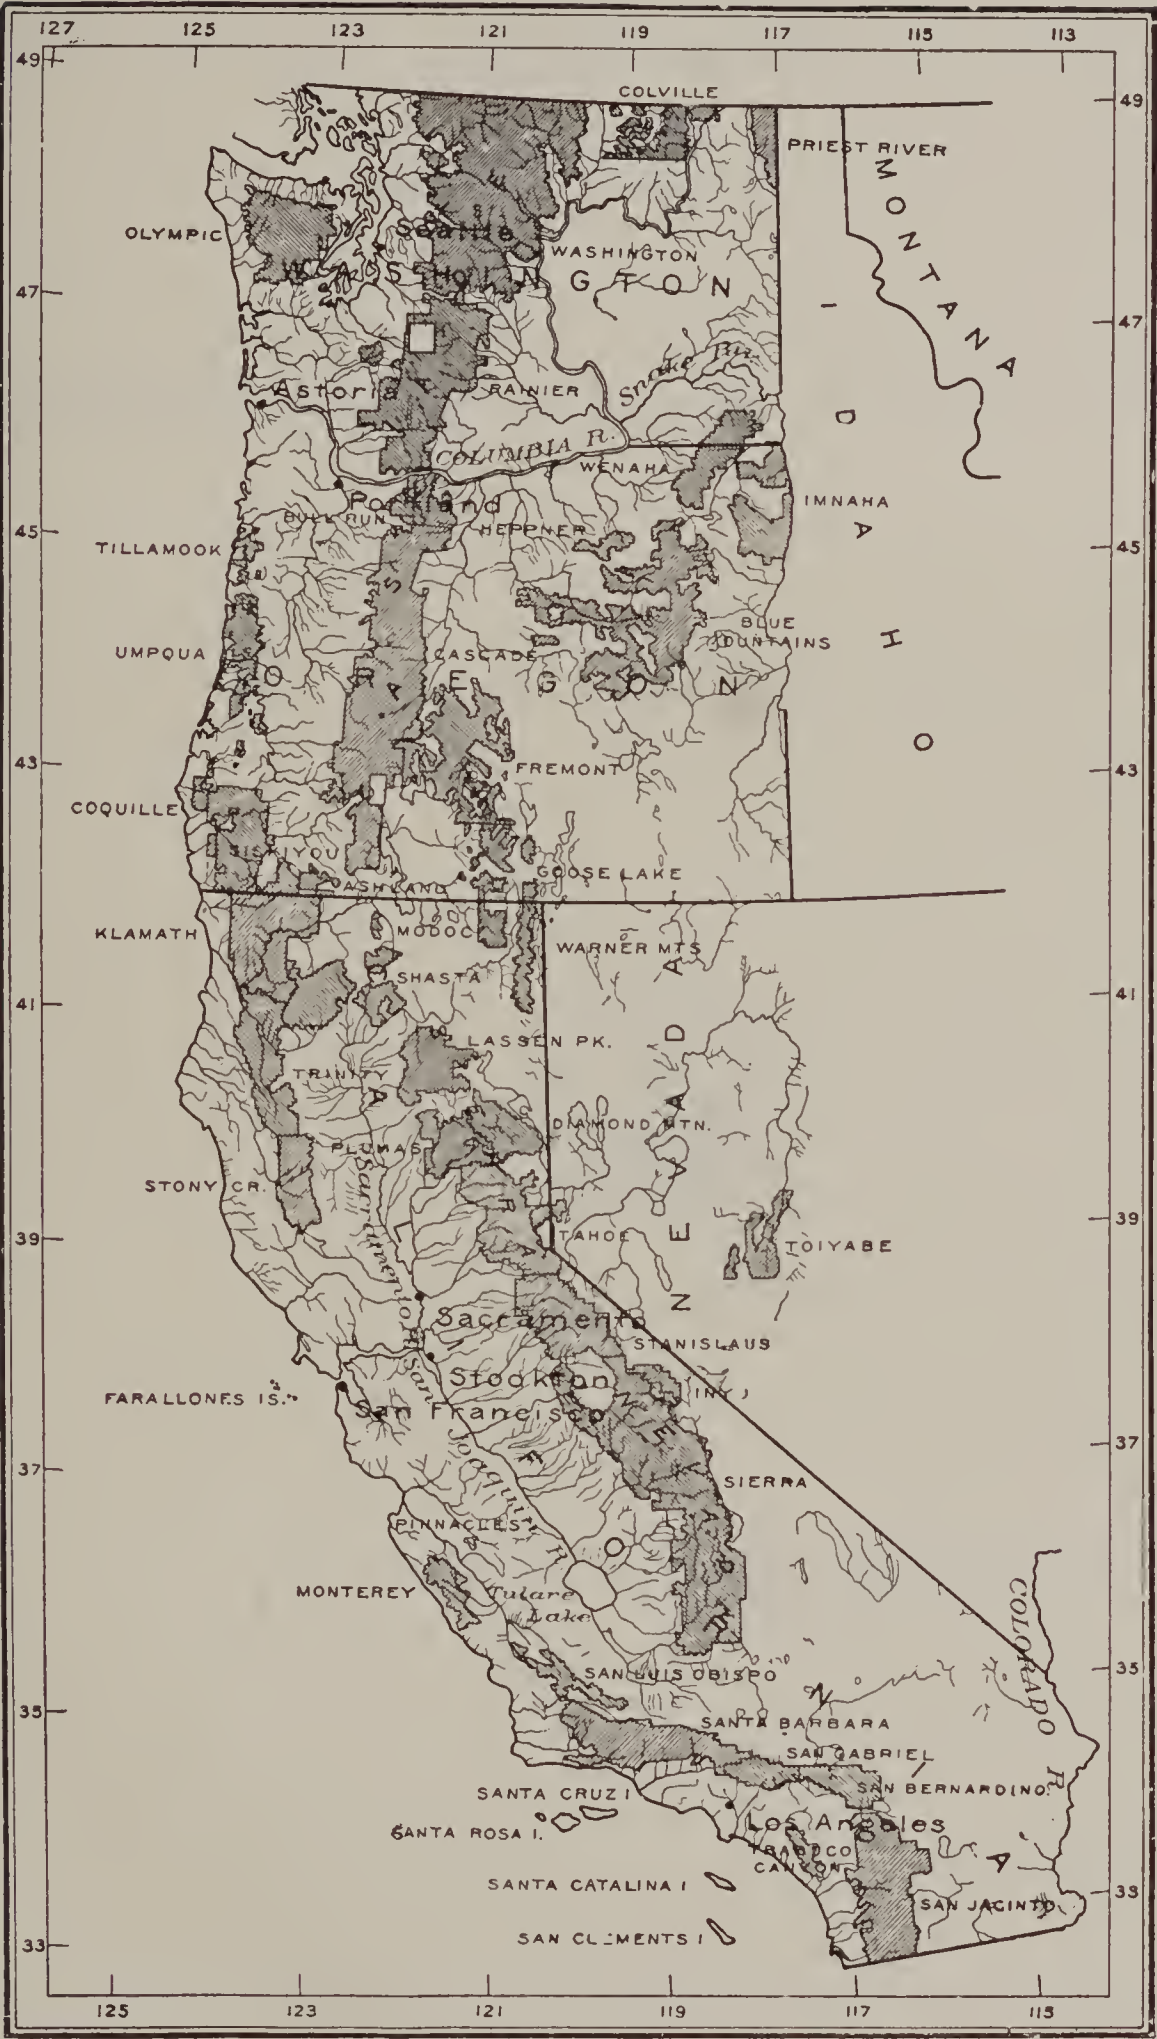 127 125 123 121 119 117 115 113
49
49
COLVILLE
PRIEST RIVER
MONTANA
OLYMPIC
Seattle
WASHINGTON
WASHINGTON
47
47
IDAHO
Snake Riv.
Astoria
RAINIER
COLUMBIA R.
WENAHA
IMNAHA
Portland
BULL RUN
HEPPNER
45
45
TILLAMOOK
BLUE
MOUNTAINS
UMPQUA
CASCADE
OREGON
43
43
FREMONT
COQUILLE
SISKIYOU
GOOSE LAKE
ASHLAND
KLAMATH
MODOC
WARNER MTS
SHASTA
41
41
LASSEN PK.
TRINITY
NEVADA
DIAMOND MTN.
PLUMAS
STONY CR.
Sacramento R.
39
39
TAHOE
TOIYABE
Sacramento
STANISLAUS
Stockton
FARALLONES IS.
San Francisco
San Joaquin R.
37
37
SIERRA
PINNACLES
MONTEREY
Tulare
Lake
COLORADO R.
SAN LUIS OBISPO
35
35
SANTA BARBARA
SAN GABRIEL
SAN BERNARDINO
SANTA CRUZ I
Los Angeles
SANTA ROSA I.
TRABUCO
CANYON
SANTA CATALINA I
33
SAN JACINTO
SAN CLEMENTS I
33
CALIFORNIA
125 123 121 119 117 115